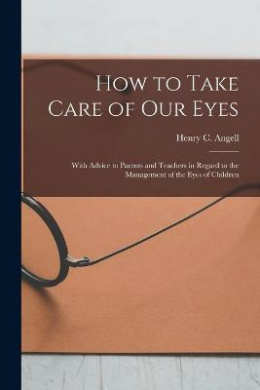 How to Take
Care of Our Eyes
Henry C. Angell
With Advice to Parents and Teachers in Regard to the
Management of the Eyes of Children